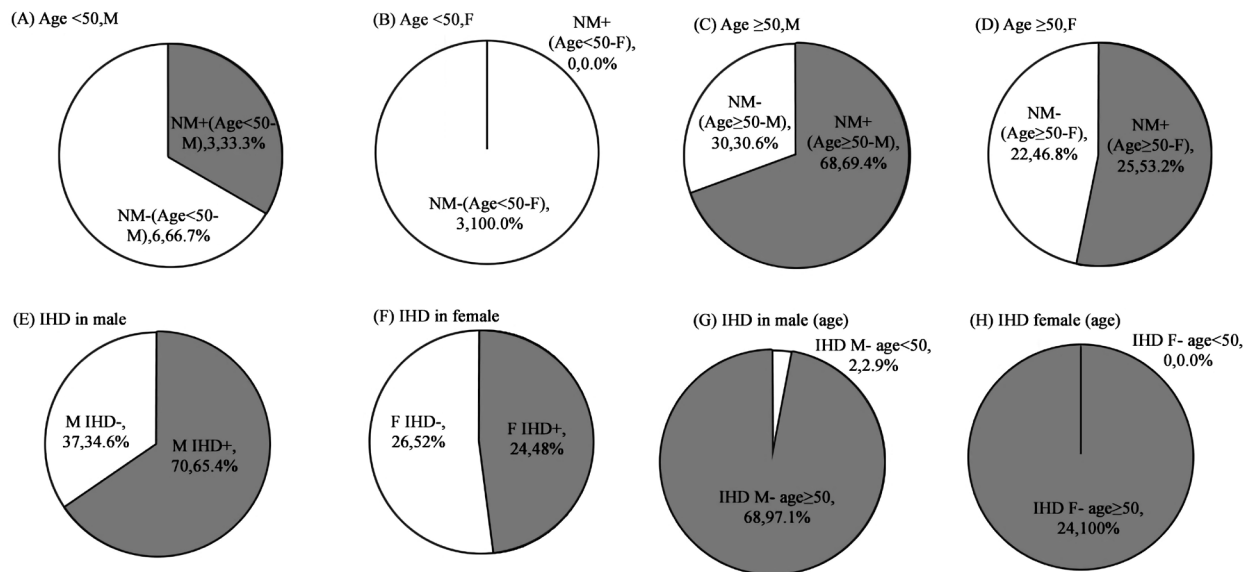 (A) Age <50,M
NM+(Age<50-
M),3,33.3%
NM-(Age<50-
M),6,66.7%
(B) Age <50,F
NM+
(Age<50-F),
0,0.0%
NM-(Age<50-F),
3,100.0%
(C) Age ≥50,M
NM-
(Age≥50-M),
30,30.6%
NM+
(Age≥50-M),
68,69.4%
(D) Age ≥50,F
NM-
(Age≥50-F),
22,46.8%
NM+
(Age≥50-F),
25,53.2%
(E) IHD in male
M IHD-,
37,34.6%
M IHD+,
70,65.4%
(F) IHD in female
F IHD-,
26,52%
F IHD+,
24,48%
(G) IHD in male (age)
IHD M- age<50,
2,2.9%
IHD M- age≥50,
68,97.1%
(H) IHD female (age)
IHD F- age<50,
0,0.0%
IHD F- age≥50,
24,100%